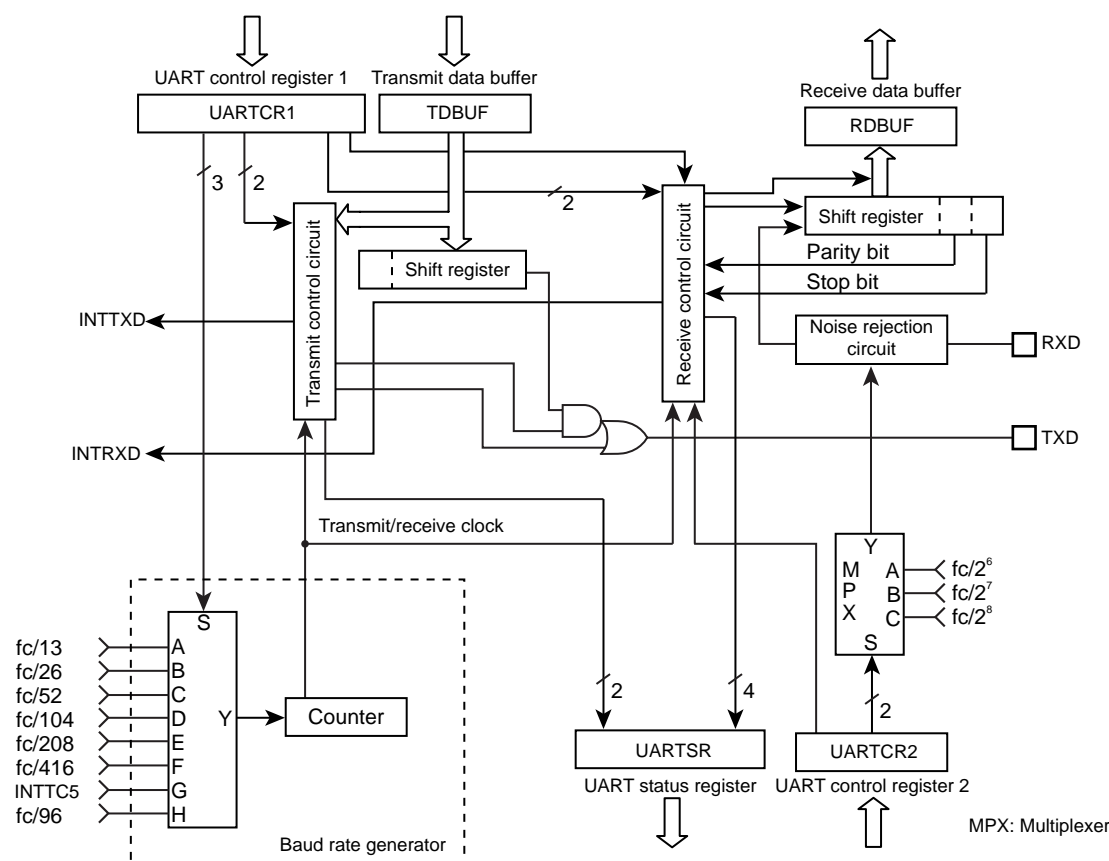 UART control register 1
Transmit data buffer
Receive data buffer
UARTCR1
TDBUF
RDBUF
3
2
2
Transmit control circuit
Shift register
Receive control circuit
Shift register
Parity bit
Stop bit
INTTXD
Noise rejection
circuit
RXD
INTRXD
TXD
Transmit/receive clock
Y
M
P
X
A
B
C
S
fc/2⁶
fc/2⁷
fc/2⁸
S
fc/13
A
fc/26
B
fc/52
C
fc/104
D
fc/208
E
fc/416
F
INTTC5
G
fc/96
H
Y
Counter
2
4
2
UARTSR
UARTCR2
UART status register
UART control register 2
Baud rate generator
MPX: Multiplexer